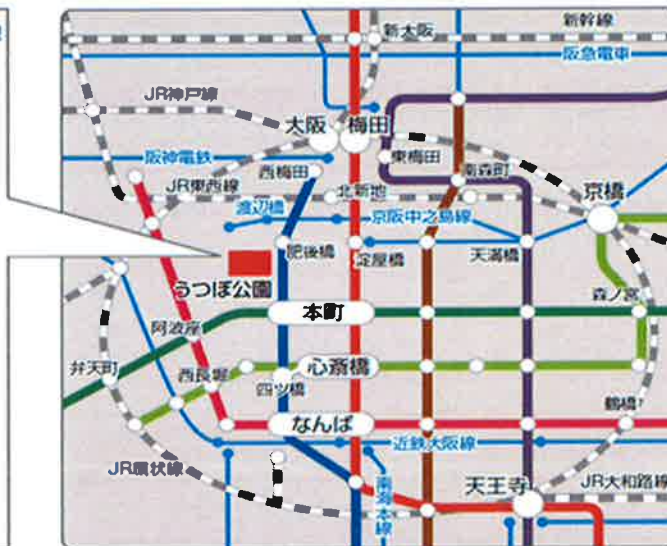 新幹線
新大阪
阪急電車
JR神戸線
大阪 梅田
阪神電鉄
西梅田
東梅田
南森町
JR東西線
北新地
京橋
渡辺橋
京阪中之島線
肥後橋
淀屋橋
天満橋
うつぼ公園
森ノ宮
本町
阿波座
弁天町
心斎橋
西長堀
四ツ橋
鶴橋
なんば
近鉄大阪線
JR環状線
南海本線
天王寺
JR大和路線